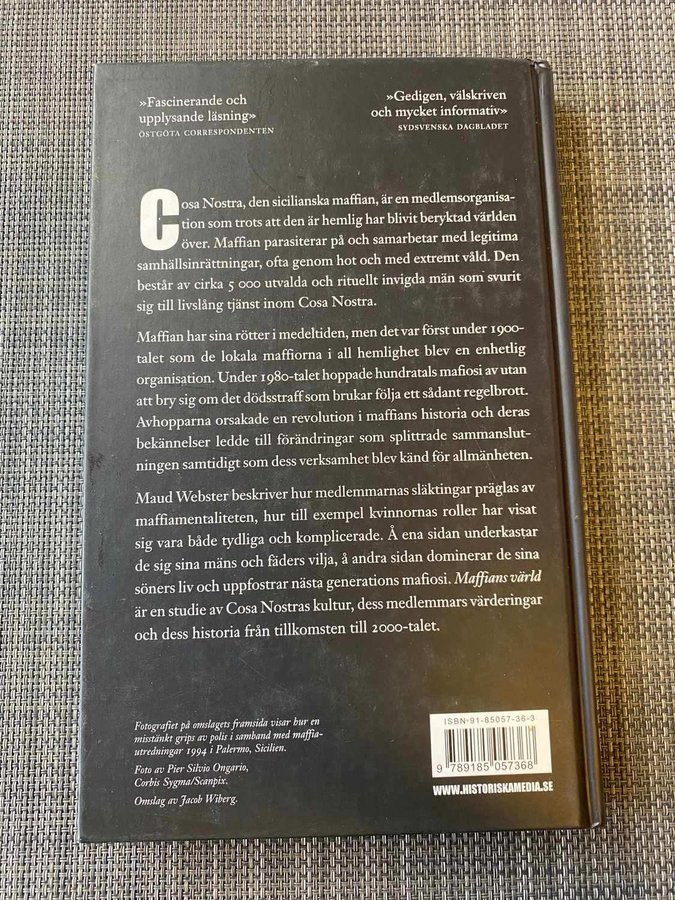 »Fascinerande och
upplysande läsning»
ÖSTGÖTA CORRESPONDENTEN
»Gedigen, välskriven
och mycket informativ»
SYDSVENSKA DAGBLADET
Cosa Nostra, den sicilianska maffian, är en medlemsorganisa-
tion som trots att den är hemlig har blivit beryktad världen
över. Maffian parasiterar på och samarbetar med legitima
samhällsinrättningar, ofta genom hot och med extremt våld. Den
består av cirka 5 000 utvalda och rituellt invigda män som svurit
sig till livslång tjänst inom Cosa Nostra.
Maffian har sina rötter i medeltiden, men det var först under 1900-
talet som de lokala maffiorna i all hemlighet blev en enhetlig
organisation. Under 1980-talet hoppade hundratals mafiosi av utan
att bry sig om det dödsstraff som brukar följa ett sådant regelbrott.
Avhopparna orsakade en revolution i maffians historia och deras
bekännelser ledde till förändringar som splittrade sammanslut-
ningen samtidigt som dess verksamhet blev känd för allmänheten.
Maud Webster beskriver hur medlemmarnas släktingar präglas av
maffiamentaliteten, hur till exempel kvinnornas roller har visat
sig vara både tydliga och komplicerade. Å ena sidan underkastar
de sig sina mäns och fäders vilja, å andra sidan dominerar de sina
söners liv och uppfostrar nästa generations mafiosi. Maffians värld
är en studie av Cosa Nostras kultur, dess medlemmars värderingar
och dess historia från tillkomsten till 2000-talet.
Fotografiet på omslagets framsida visar hur en
misstänkt grips av polis i samband med maffia-
utredningar 1994 i Palermo, Sicilien.
Foto av Pier Silvio Ongario,
Corbis Sygma/Scanpix.
Omslag av Jacob Wiberg.
ISBN-91-85057-36-3
9 789185 057368
WWW.HISTORISKAMEDIA.SE